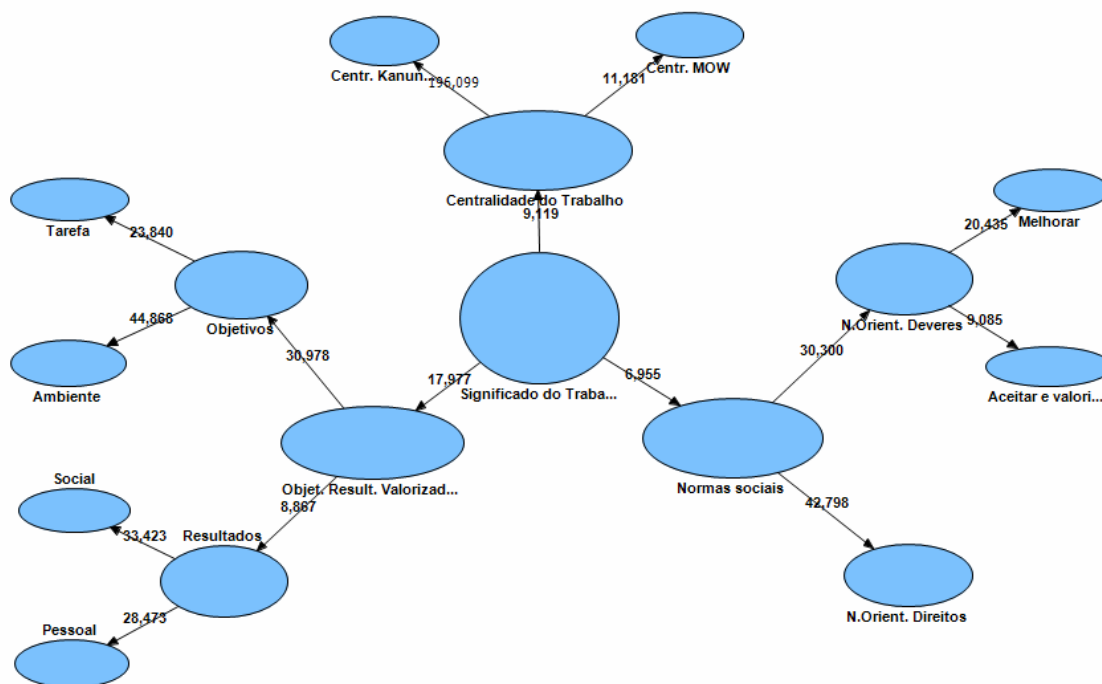 Centr. Kanun...
Centr. MOW
196,099
11,181
Centralidade do Trabalho
9,119
Tarefa
23,840
Melhorar
20,435
Objetivos
44,868
N.Orient. Deveres
9,085
Ambiente
30,978
30,300
Aceitar e valori...
17,977
6,955
Significado do Traba...
Objet. Result. Valorizad...
Normas sociais
Social
8,867
42,798
Resultados
33,423
N.Orient. Direitos
28,473
Pessoal